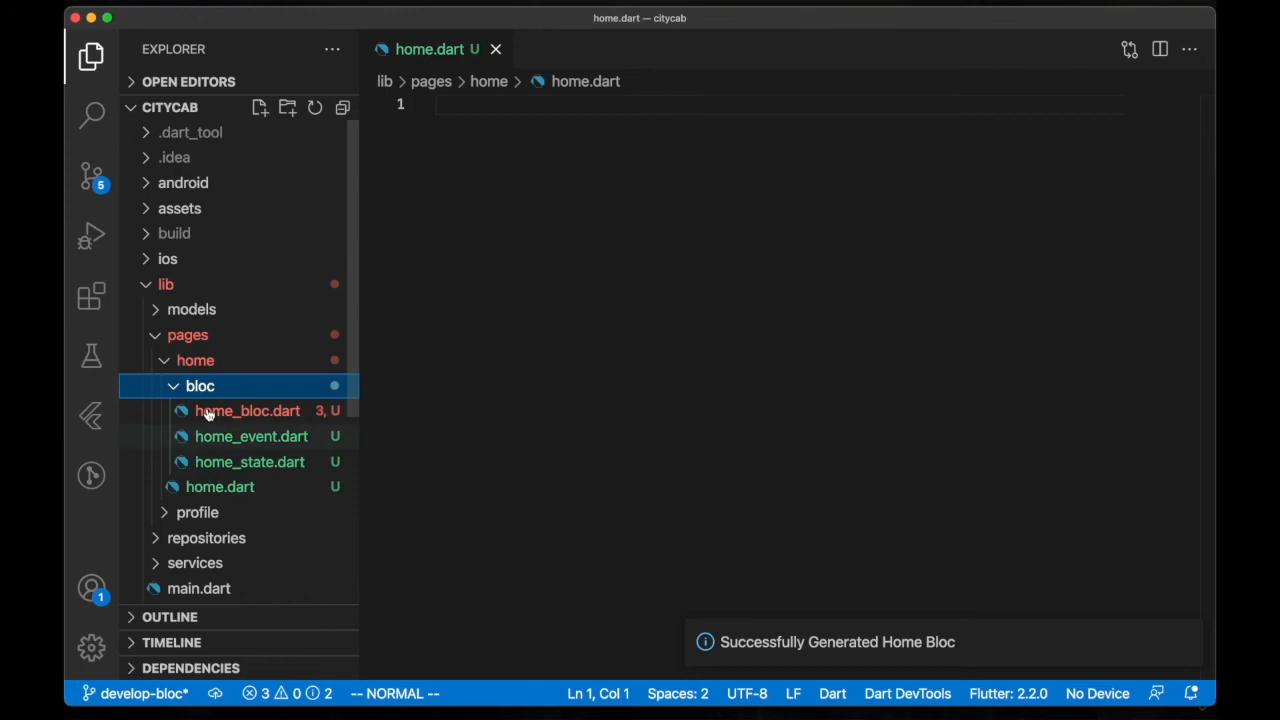 home.dart — citycab
EXPLORER
home.dart U
OPEN EDITORS
lib > pages > home > home.dart
CITYCAB
1
.dart_tool
.idea
android
assets
5
build
ios
lib
models
pages
home
bloc
home_bloc.dart 3, U
home_event.dart U
home_state.dart U
home.dart U
profile
repositories
services
main.dart
1
OUTLINE
TIMELINE
Successfully Generated Home Bloc
DEPENDENCIES
develop-bloc* 3 0 2 -- NORMAL -- Ln 1, Col 1 Spaces: 2 UTF-8 LF Dart Dart DevTools Flutter: 2.2.0 No Device